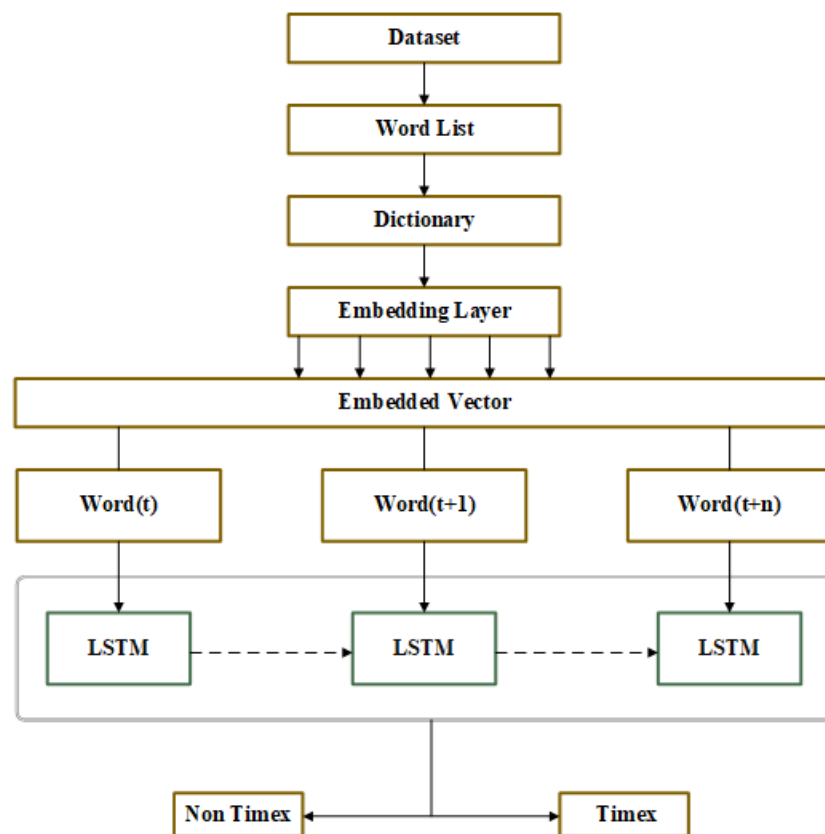 Dataset
Word List
Dictionary
Embedding Layer
Embedded Vector
Word(t)
Word(t+1)
Word(t+n)
LSTM
LSTM
LSTM
Non Timex
Timex